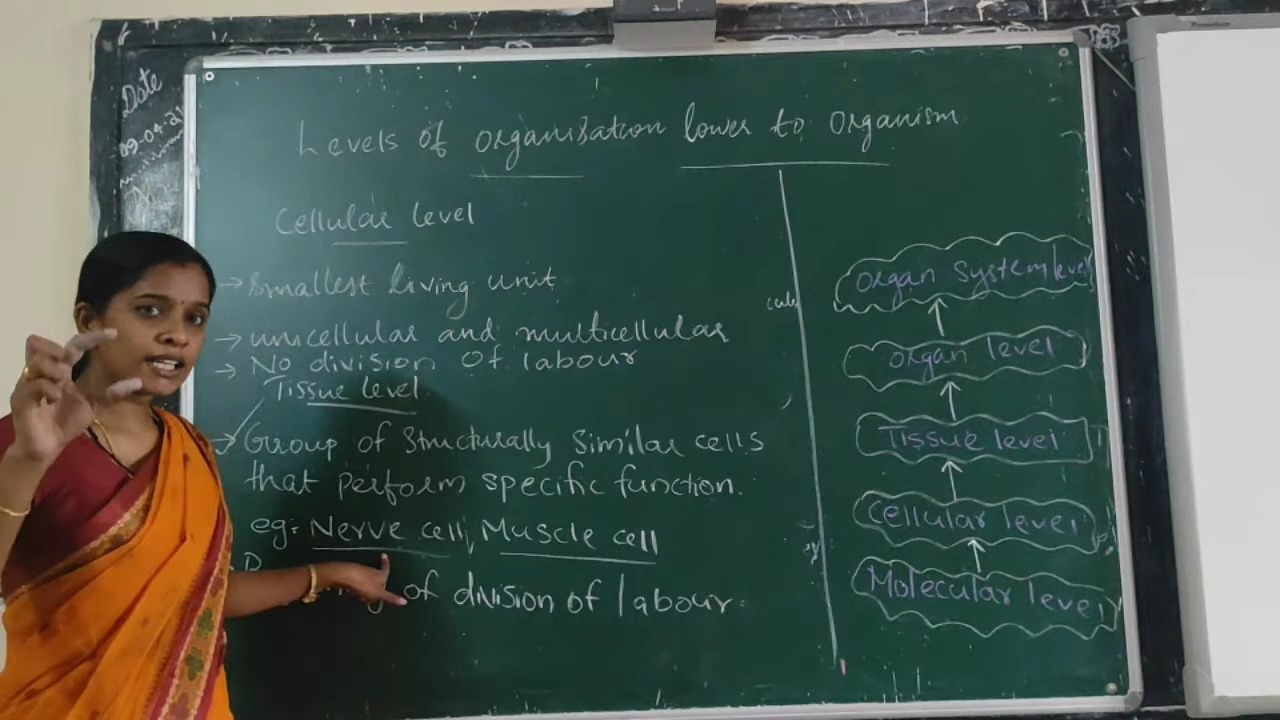 Date
09-04-21
Levels of organisation lower to organism
Cellular level
→ Smallest living unit
→ unicellular and multicellular
→ No division of labour
Tissue level
→ Group of Structurally Similar cells
that perform specific function.
eg: Nerve cell, Muscle cell
of division of labour.
Organ system level
organ level
Tissue level
Cellular level
Molecular level